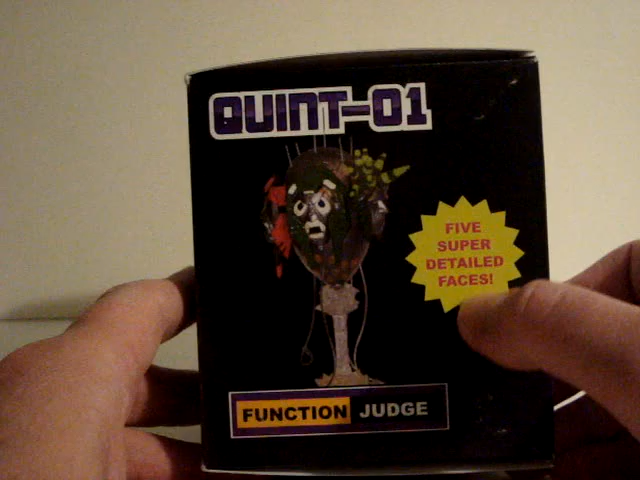 QUINT-01
FIVE
SUPER
DETAILED
FACES!
FUNCTION JUDGE